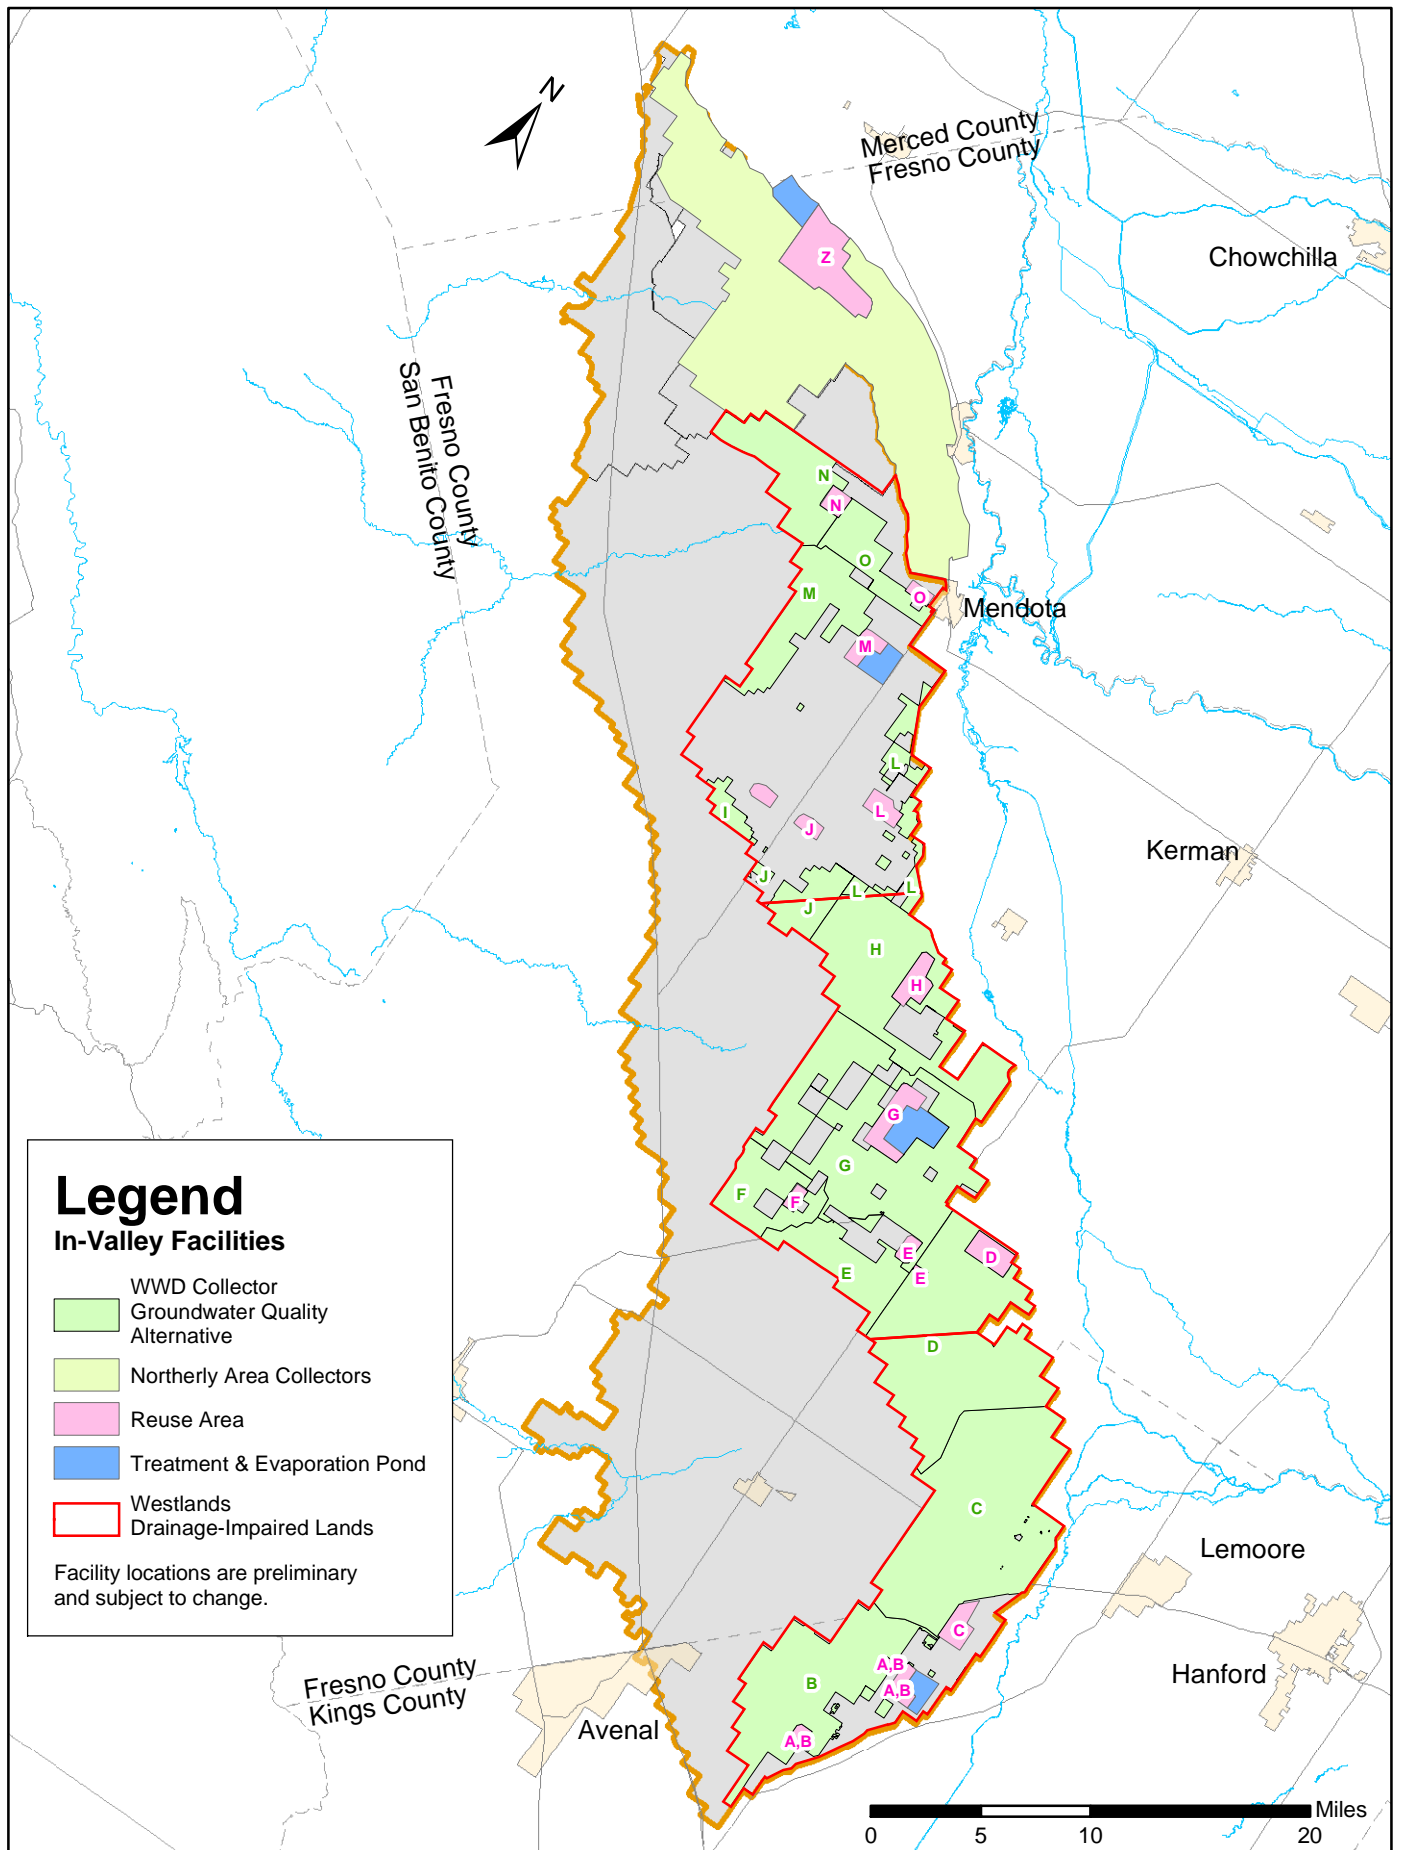 N
Merced County
Fresno County
Chowchilla
Z
Fresno County
San Benito County
N
N
O
M
O
Mendota
M
L
I
L
J
Kerman
J
L
L
J
H
H
G
G
F
F
E
D
E
E
D
C
Lemoore
C
A,B
Hanford
B
A,B
A,B
Fresno County
Kings County
Avenal
Legend
In-Valley Facilities
WWD Collector
Groundwater Quality
Alternative
Northerly Area Collectors
Reuse Area
Treatment & Evaporation Pond
Westlands
Drainage-Impaired Lands
Facility locations are preliminary
and subject to change.
Miles
0 5 10 20